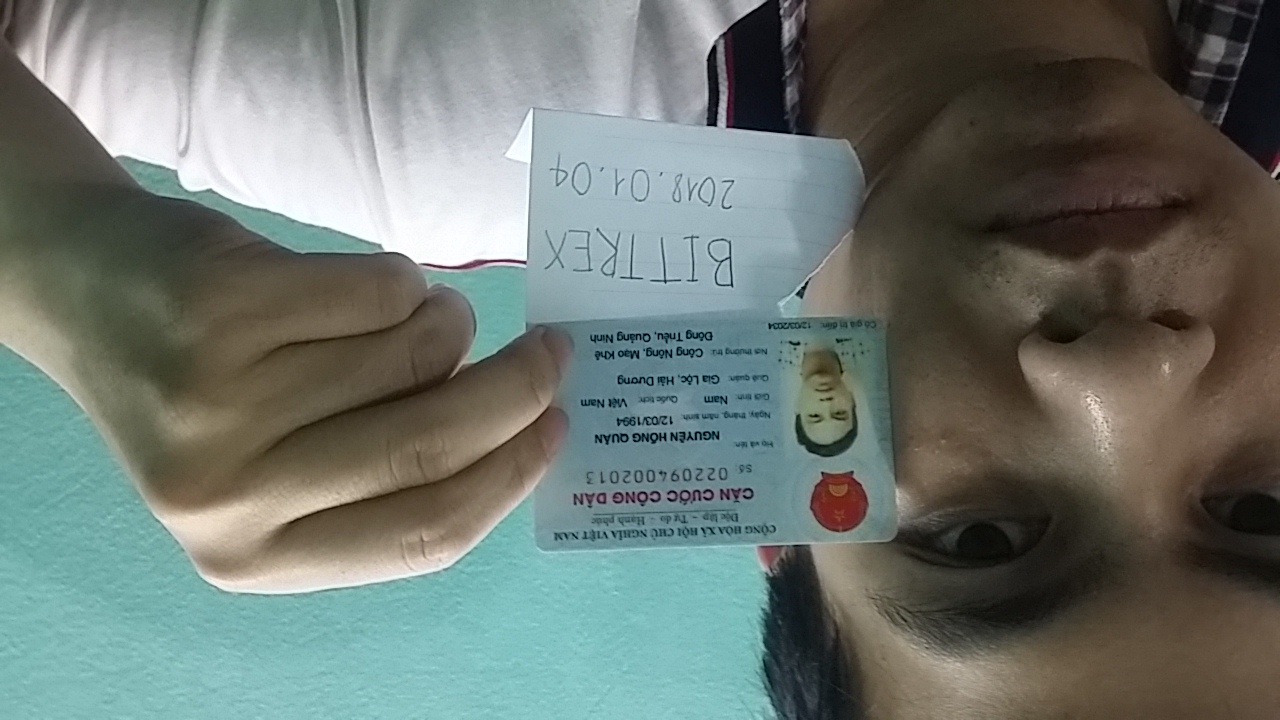 CỘNG HÒA XÃ HỘI CHỦ NGHĨA VIỆT NAM
Độc lập - Tự do - Hạnh phúc
CĂN CƯỚC CÔNG DÂN
Số: 022094002013
Họ và tên:
NGUYỄN HỒNG QUÂN
Ngày, tháng, năm sinh: 12/03/1994
Giới tính: Nam Quốc tịch: Việt Nam
Quê quán: Gia Lộc, Hải Dương
Nơi thường trú: Công Nông, Mạo Khê
Đông Triều, Quảng Ninh
Có giá trị đến: 12/03/2034
BITTREX
2018.01.04